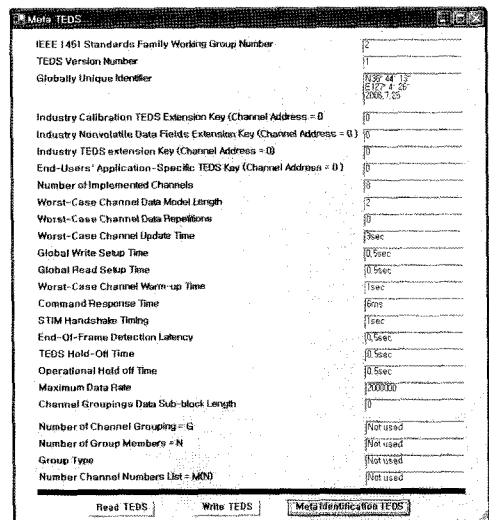 Meta TEDS
IEEE 1451 Standards Family Working Group Number 2
TEDS Version Number 1
Globally Unique Identifier N36° 44' 13"
E127° 4' 26"
2006.7.25
Industry Calibration TEDS Extension Key (Channel Address = 0 0
Industry Nonvolatile Data Fields Extension Key (Channel Address = 0 ) 0
Industry TEDS extension Key (Channel Address = 0) 0
End-Users' Application-Specific TEDS Key (Channel Address = 0 ) 0
Number of Implemented Channels 8
Worst-Case Channel Data Model Length 2
Worst-Case Channel Data Repetitions 0
Worst-Case Channel Update Time 3sec
Global Write Setup Time 0.5sec
Global Read Setup Time 0.5sec
Worst-Case Channel Warm-up Time 1sec
Command Response Time 6ms
STIM Handshake Timing 1sec
End-Of-Frame Detection Latency 0.5sec
TEDS Hold-Off Time 0.5sec
Operational Hold off Time 0.5sec
Maximum Data Rate 2000000
Channel Groupings Data Sub-block Length 0
Number of Channel Grouping = G Not used
Number of Group Members = N Not used
Group Type Not used
Number Channel Numbers List = M(N) Not used
Read TEDS Write TEDS Meta Identification TEDS